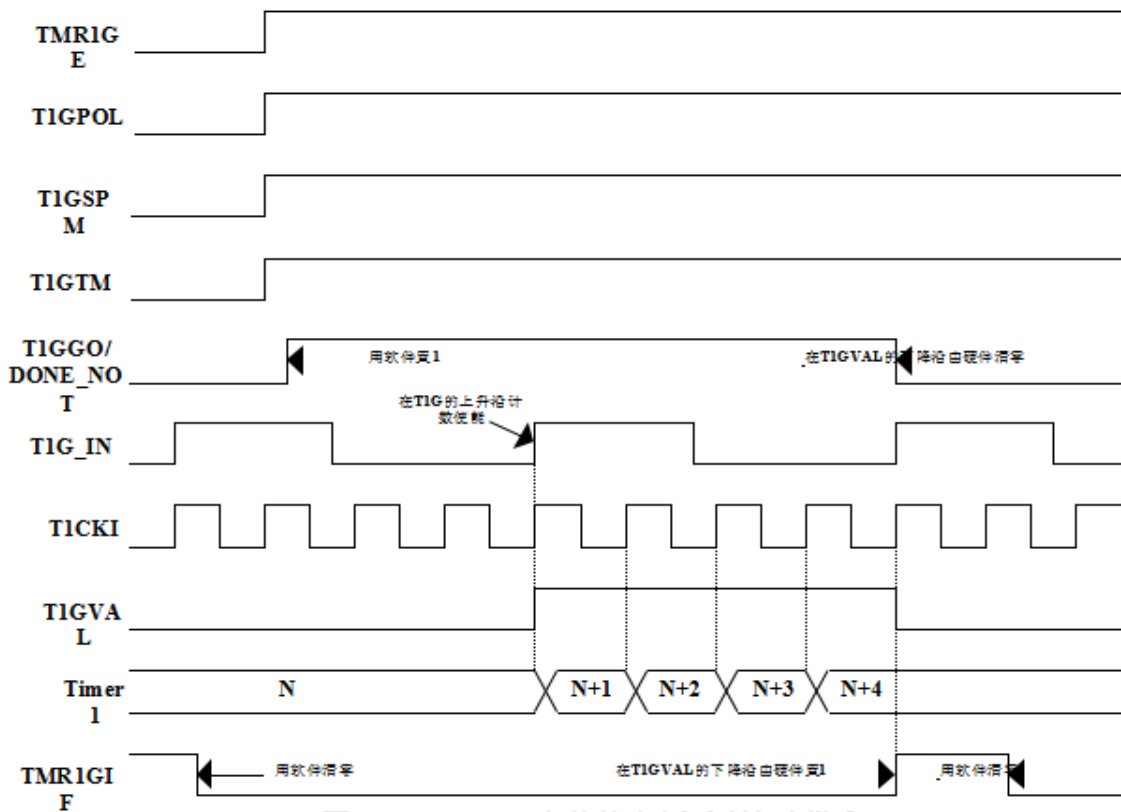 TMR1G
E
T1GPOL
T1GSP
M
T1GTM
T1GGO/
DONE_NO
T
用软件置1
在T1GVAL的下降沿由硬件清零
在T1G的上升沿计
数使能
T1G_IN
T1CKI
T1GVA
L
Timer
1
N
N+1
N+2
N+3
N+4
TMR1GI
F
用软件清零
在T1GVAL的下降沿由硬件置1
用软件清零